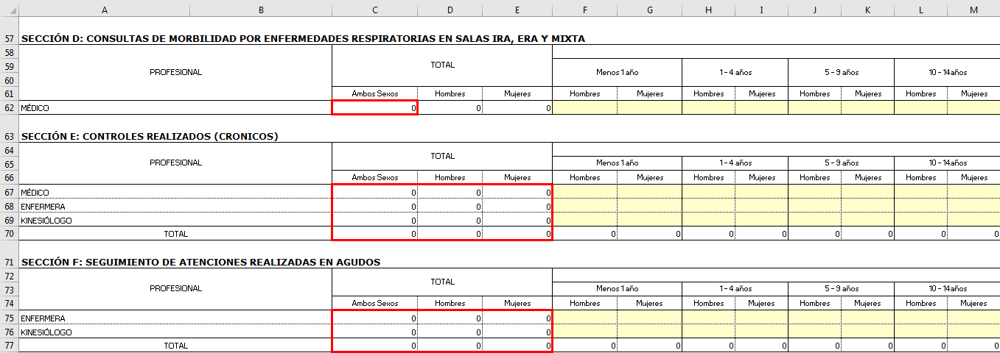 A B C D E F G H I J K L M
57 SECCIÓN D: CONSULTAS DE MORBILIDAD POR ENFERMEDADES RESPIRATORIAS EN SALAS IRA, ERA Y MIXTA
58
59 PROFESIONAL TOTAL Menos 1 año 1 - 4 años 5 - 9 años 10 - 14 años
60
61 Ambos Sexos Hombres Mujeres Hombres Mujeres Hombres Mujeres Hombres Mujeres Hombres Mujeres
62 MÉDICO 0 0 0
63 SECCIÓN E: CONTROLES REALIZADOS (CRONICOS)
64
65 PROFESIONAL TOTAL Menos 1 año 1 - 4 años 5 - 9 años 10 - 14 años
66 Ambos Sexos Hombres Mujeres Hombres Mujeres Hombres Mujeres Hombres Mujeres Hombres Mujeres
67 MÉDICO 0 0 0
68 ENFERMERA 0 0 0
69 KINESIÓLOGO 0 0 0
70 TOTAL 0 0 0 0 0 0 0 0 0 0 0
71 SECCIÓN F: SEGUIMIENTO DE ATENCIONES REALIZADAS EN AGUDOS
72
73 PROFESIONAL TOTAL Menos 1 año 1 - 4 años 5 - 9 años 10 - 14 años
74 Ambos Sexos Hombres Mujeres Hombres Mujeres Hombres Mujeres Hombres Mujeres Hombres Mujeres
75 ENFERMERA 0 0 0
76 KINESIÓLOGO 0 0 0
77 TOTAL 0 0 0 0 0 0 0 0 0 0 0